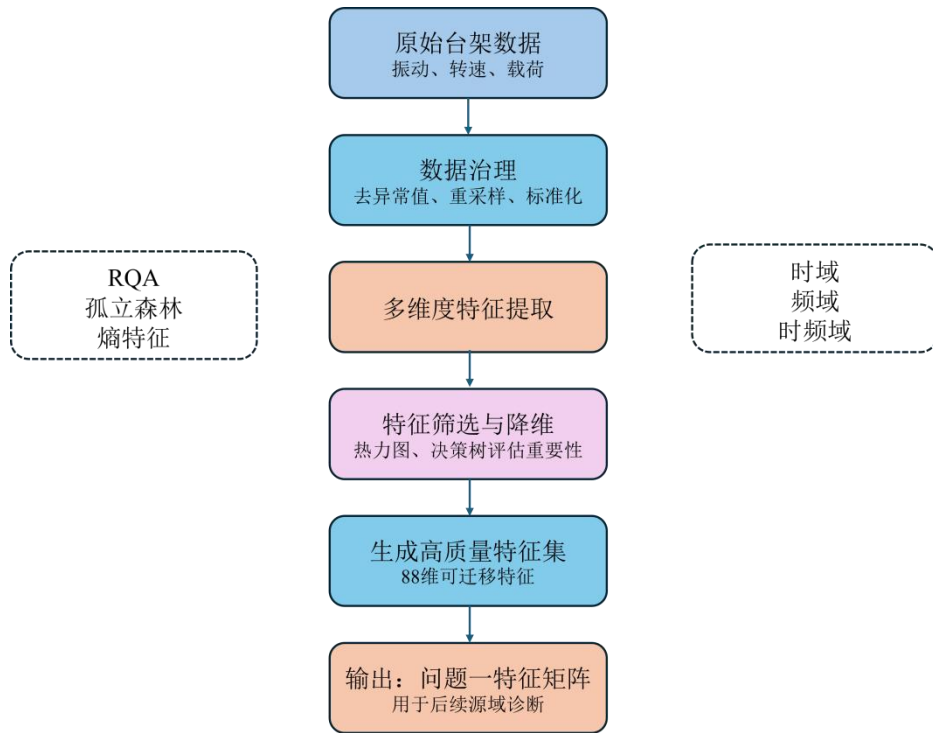 原始台架数据
振动、转速、载荷
数据治理
去异常值、重采样、标准化
RQA
孤立森林
熵特征
多维度特征提取
时域
频域
时频域
特征筛选与降维
热力图、决策树评估重要性
生成高质量特征集
88维可迁移特征
输出：问题一特征矩阵
用于后续源域诊断